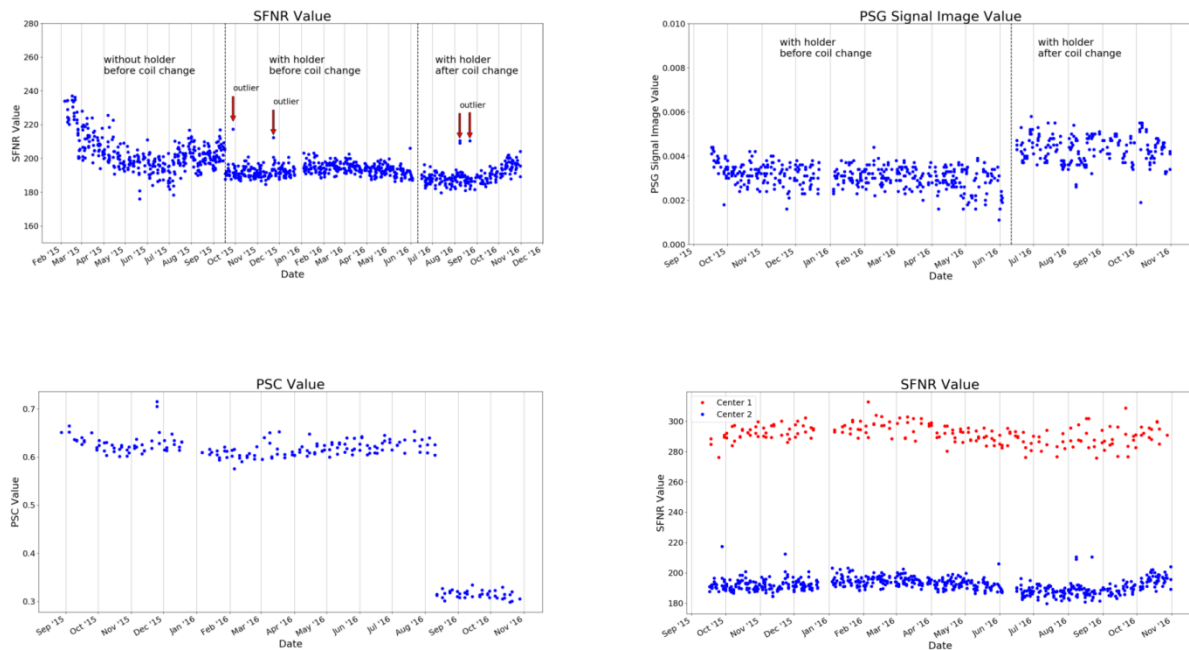 SFNR Value
280
260
240
220
200
180
160
SFNR Value
without holder
before coil change
with holder
before coil change
with holder
after coil change
outlier
outlier
Feb '15
Mar '15
Apr '15
May '15
Jun '15
Jul '15
Aug '15
Sep '15
Oct '15
Nov '15
Dec '15
Jan '16
Feb '16
Mar '16
Apr '16
May '16
Jun '16
Jul '16
Aug '16
Sep '16
Oct '16
Nov '16
Dec '16
Date
PSG Signal Image Value
0.010
0.008
0.006
0.004
0.002
0.000
PSG Signal Image Value
with holder
before coil change
with holder
after coil change
Sep '15
Oct '15
Nov '15
Dec '15
Jan '16
Feb '16
Mar '16
Apr '16
May '16
Jun '16
Jul '16
Aug '16
Sep '16
Oct '16
Nov '16
Date
PSC Value
0.7
0.6
0.5
0.4
0.3
PSC Value
Sep '15
Oct '15
Nov '15
Dec '15
Jan '16
Feb '16
Mar '16
Apr '16
May '16
Jun '16
Jul '16
Aug '16
Sep '16
Oct '16
Nov '16
Date
SFNR Value
Center 1
Center 2
300
280
260
240
220
200
180
SFNR Value
Sep '15
Oct '15
Nov '15
Dec '15
Jan '16
Feb '16
Mar '16
Apr '16
May '16
Jun '16
Jul '16
Aug '16
Sep '16
Oct '16
Nov '16
Date